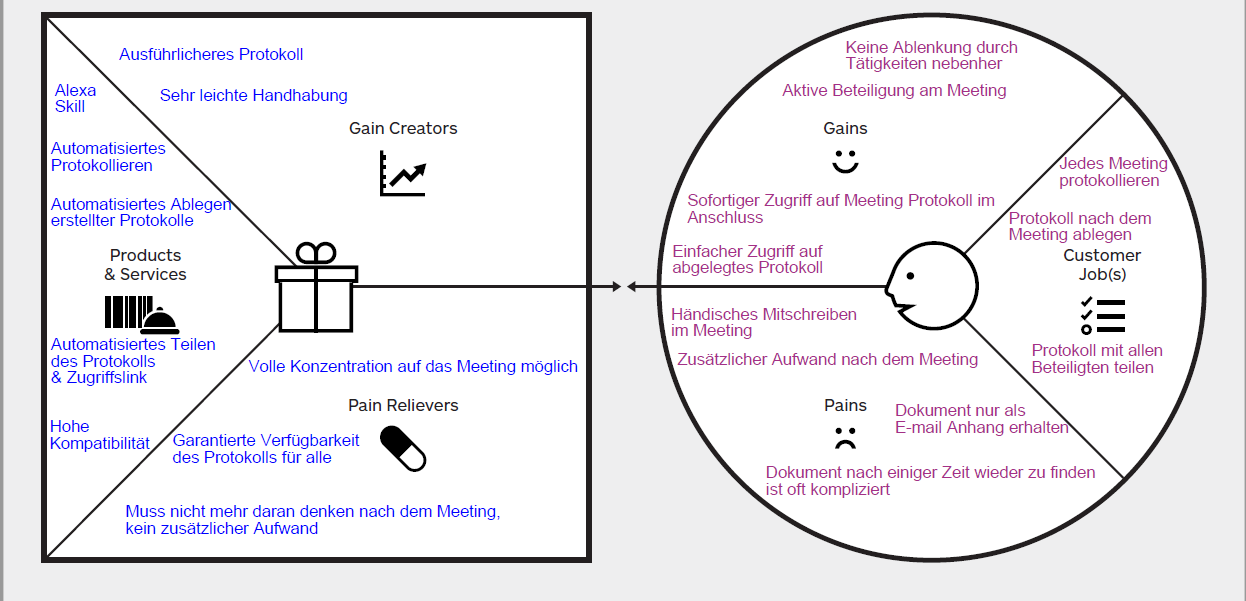 Ausführlicheres Protokoll
Sehr leichte Handhabung
Gain Creators
Alexa
Skill
Automatisiertes
Protokollieren
Automatisiertes Ablegen
erstellter Protokolle
Products
& Services
Automatisiertes Teilen
des Protokolls
& Zugriffslink
Hohe
Kompatibilität
Volle Konzentration auf das Meeting möglich
Pain Relievers
Garantierte Verfügbarkeit
des Protokolls für alle
Muss nicht mehr daran denken nach dem Meeting,
kein zusätzlicher Aufwand
Keine Ablenkung durch
Tätigkeiten nebenher
Aktive Beteiligung am Meeting
Gains
Sofortiger Zugriff auf Meeting Protokoll im
Anschluss
Einfacher Zugriff auf
abgelegtes Protokoll
Jedes Meeting
protokollieren
Protokoll nach dem
Meeting ablegen
Customer
Job(s)
Protokoll mit allen
Beteiligten teilen
Händisches Mitschreiben
im Meeting
Zusätzlicher Aufwand nach dem Meeting
Pains
Dokument nur als
E-mail Anhang erhalten
Dokument nach einiger Zeit wieder zu finden
ist oft kompliziert